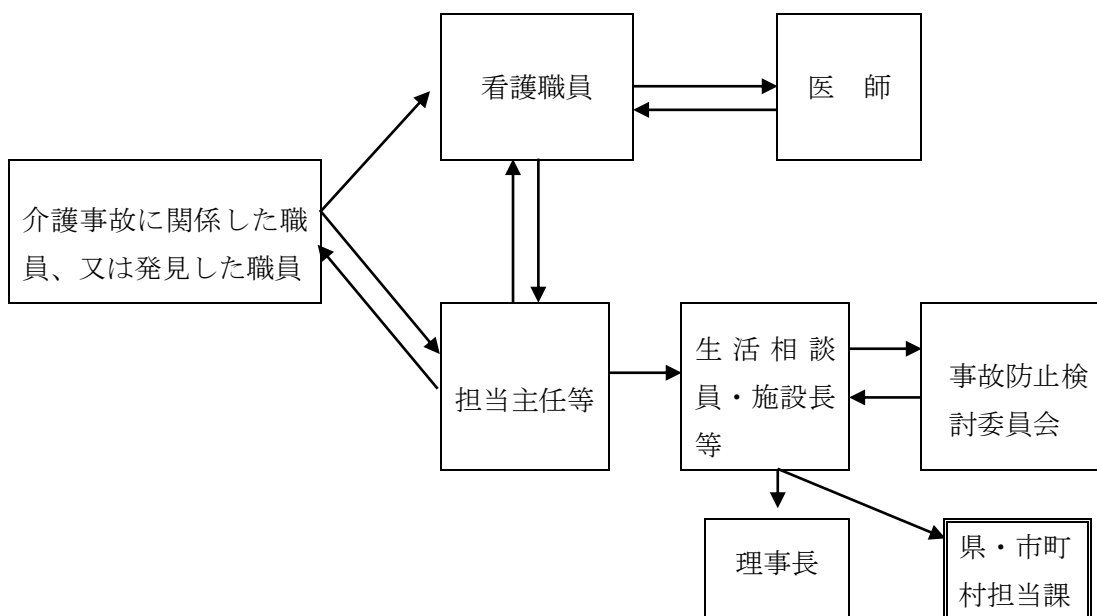 看護職員
医　師
介護事故に関係した職
員、又は発見した職員
担当主任等
生活相談
員・施設長
等
事故防止検
討委員会
理事長
県・市町
村担当課